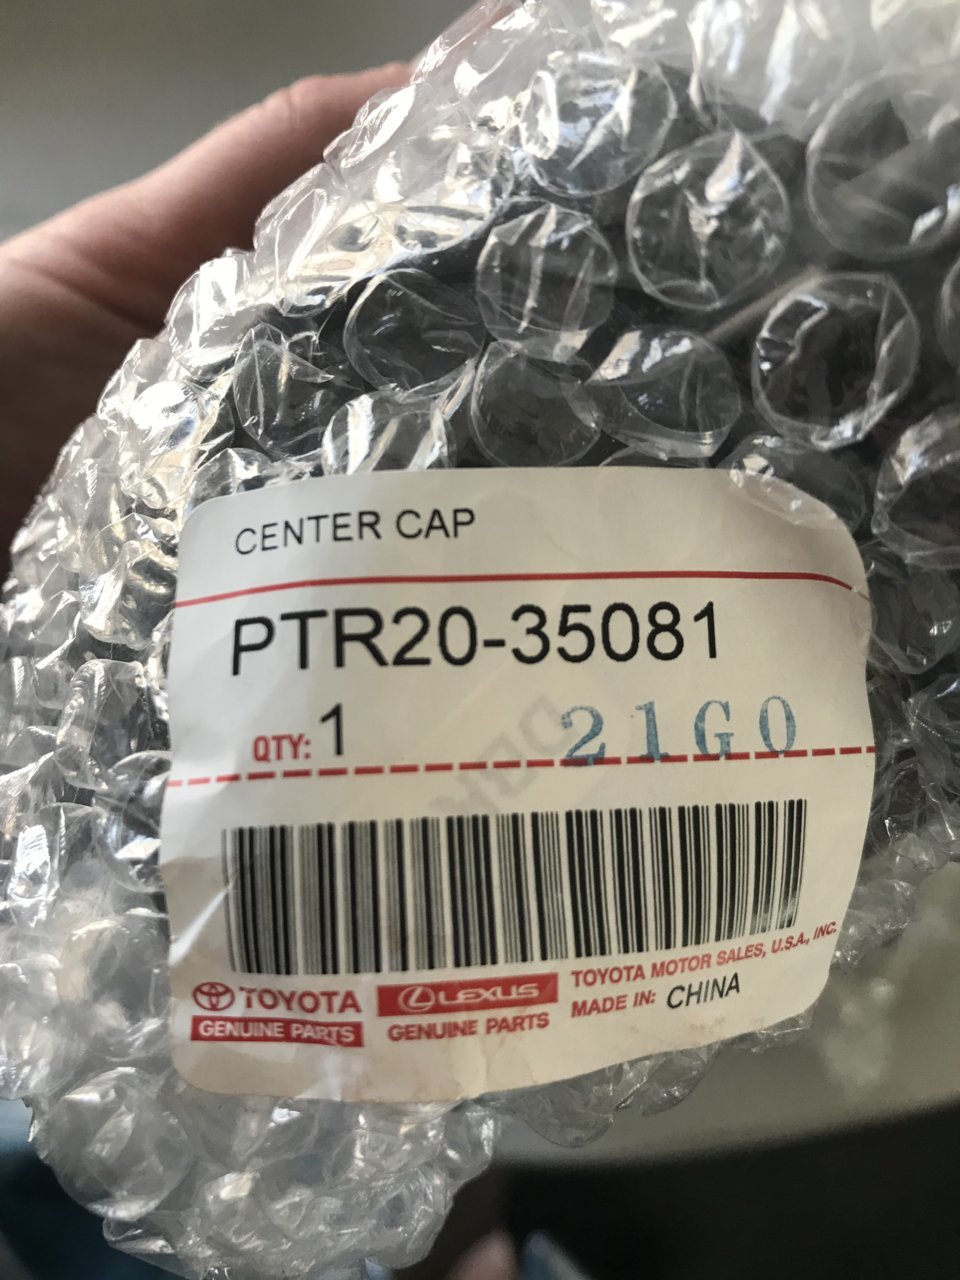 CENTER CAP
PTR20-35081
QTY: 1 21G0
TOYOTA LEXUS TOYOTA MOTOR SALES, U.S.A., INC.
GENUINE PARTS GENUINE PARTS MADE IN: CHINA